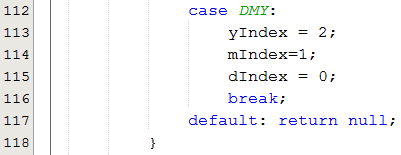 112 case DMY:
113 yIndex = 2;
114 mIndex=1;
115 dIndex = 0;
116 break;
117 default: return null;
118 }